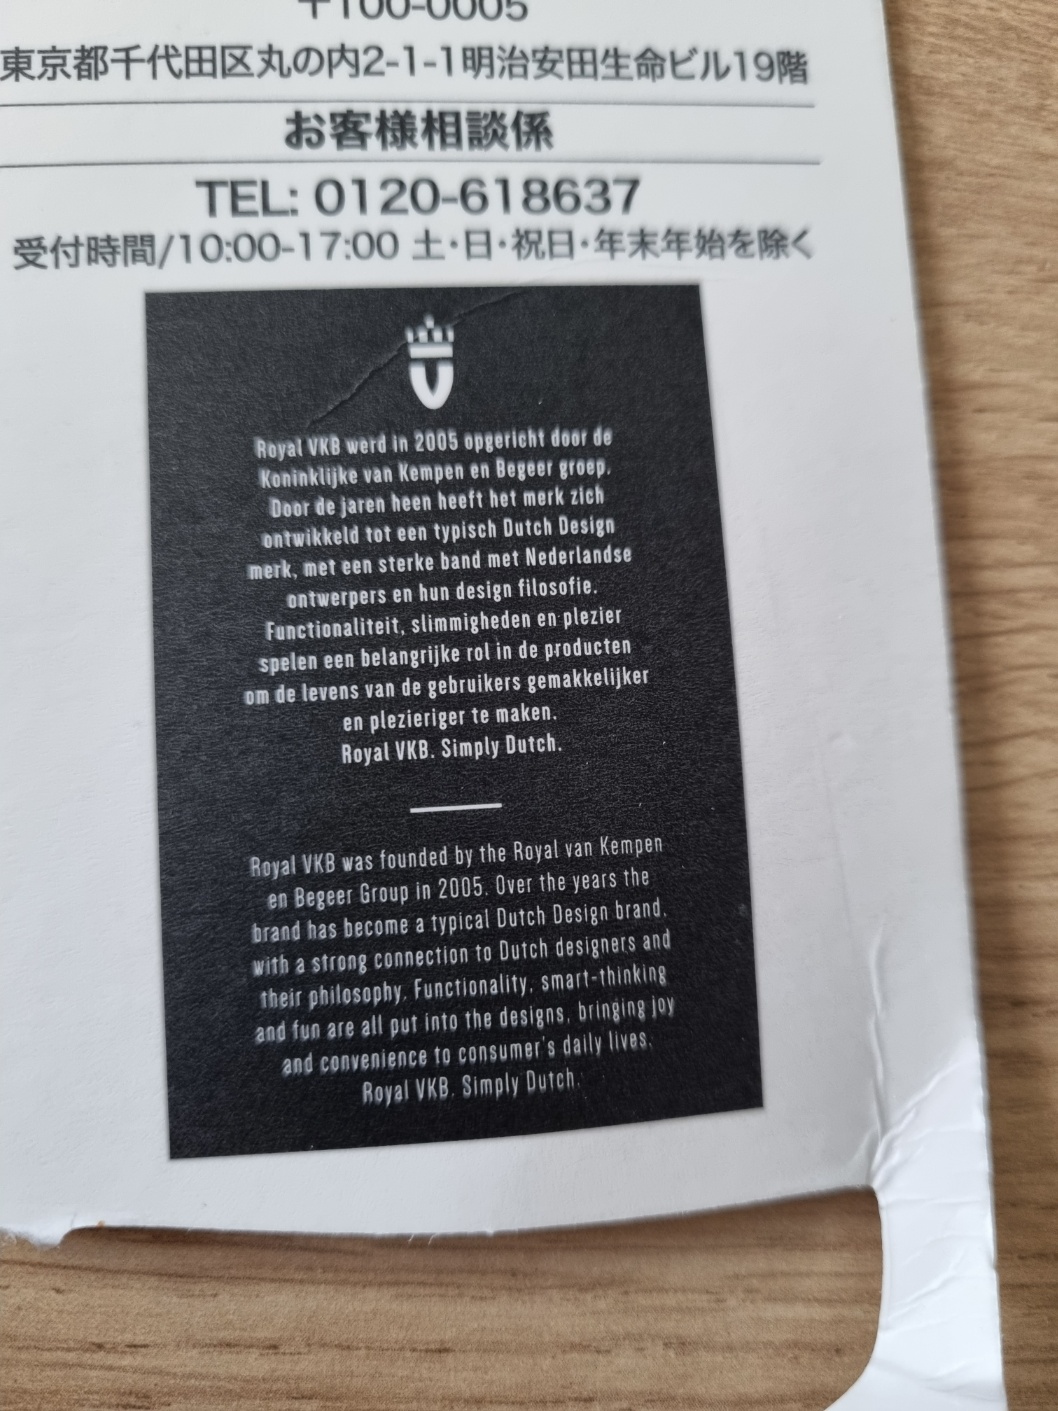 〒100-0005
東京都千代田区丸の内2-1-1明治安田生命ビル19階
お客様相談係
TEL: 0120-618637
受付時間/10:00-17:00 土・日・祝日・年末年始を除く
Royal VKB werd in 2005 opgericht door de
Koninklijke van Kempen en Begeer groep.
Door de jaren heen heeft het merk zich
ontwikkeld tot een typisch Dutch Design
merk, met een sterke band met Nederlandse
ontwerpers en hun design filosofie.
Functionaliteit, slimmigheden en plezier
spelen een belangrijke rol in de producten
om de levens van de gebruikers gemakkelijker
en plezieriger te maken.
Royal VKB. Simply Dutch.
Royal VKB was founded by the Royal van Kempen
en Begeer Group in 2005. Over the years the
brand has become a typical Dutch Design brand,
with a strong connection to Dutch designers and
their philosophy. Functionality, smart-thinking
and fun are all put into the designs, bringing joy
and convenience to consumer's daily lives.
Royal VKB. Simply Dutch.